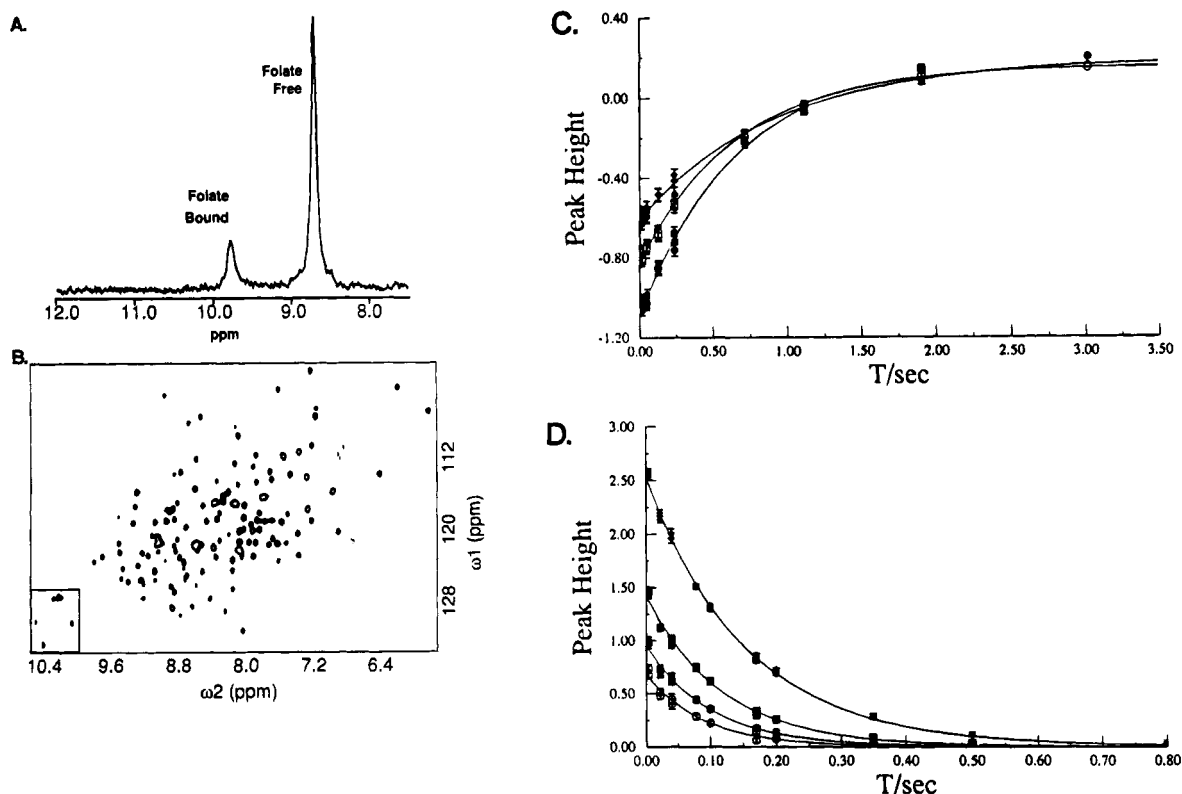 A.
Folate
Free
Folate
Bound
12.0 11.0 10.0 9.0 8.0
ppm
B.
112
120
128
ω1 (ppm)
10.4 9.6 8.8 8.0 7.2 6.4
ω2 (ppm)
C.
0.40
0.00
-0.40
-0.80
-1.20
Peak Height
0.00 0.50 1.00 1.50 2.00 2.50 3.00 3.50
T/sec
D.
3.00
2.50
2.00
1.50
1.00
0.50
0.00
Peak Height
0.00 0.10 0.20 0.30 0.40 0.50 0.60 0.70 0.80
T/sec